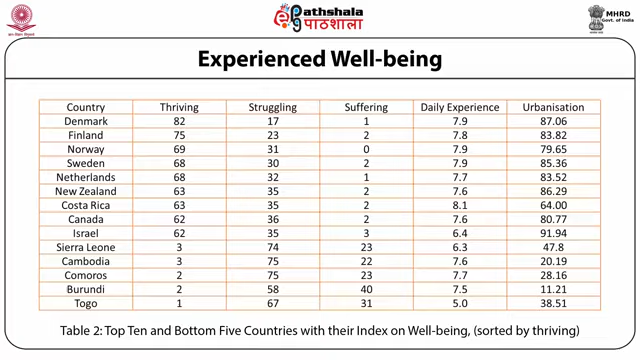 ePathshala
पाठशाला
MHRD
Govt. of India
Experienced Well-being
Country Thriving Struggling Suffering Daily Experience Urbanisation
Denmark 82 17 1 7.9 87.06
Finland 75 23 2 7.8 83.82
Norway 69 31 0 7.9 79.65
Sweden 68 30 2 7.9 85.36
Netherlands 68 32 1 7.7 83.52
New Zealand 63 35 2 7.6 86.29
Costa Rica 63 35 2 8.1 64.00
Canada 62 36 2 7.6 80.77
Israel 62 35 3 6.4 91.94
Sierra Leone 3 74 23 6.3 47.8
Cambodia 3 75 22 7.6 20.19
Comoros 2 75 23 7.7 28.16
Burundi 2 58 40 7.5 11.21
Togo 1 67 31 5.0 38.51
Table 2: Top Ten and Bottom Five Countries with their Index on Well-being, (sorted by thriving)